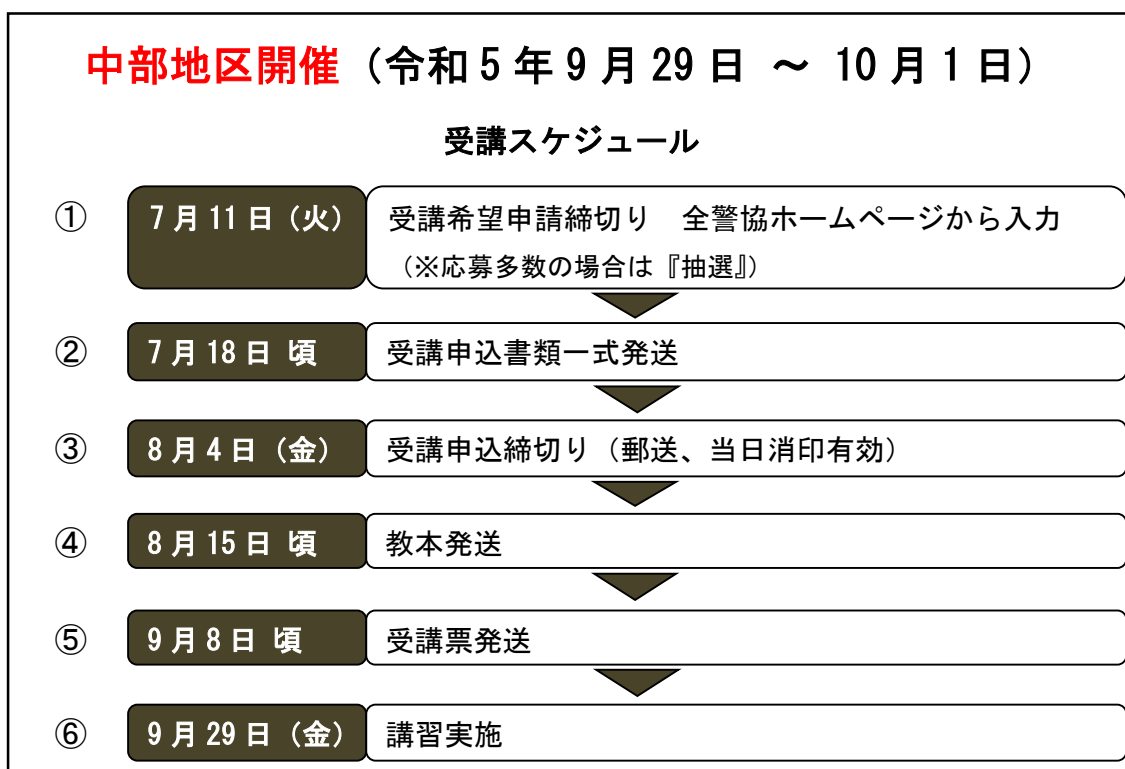 中部地区開催（令和５年９月29日 ～ 10月１日）
受講スケジュール
① ７月11日（火） 受講希望申請締切り　全警協ホームページから入力
（※応募多数の場合は『抽選』）
② ７月18日 頃 受講申込書類一式発送
③ ８月４日（金） 受講申込締切り（郵送、当日消印有効）
④ ８月15日 頃 教本発送
⑤ ９月８日 頃 受講票発送
⑥ ９月29日（金） 講習実施